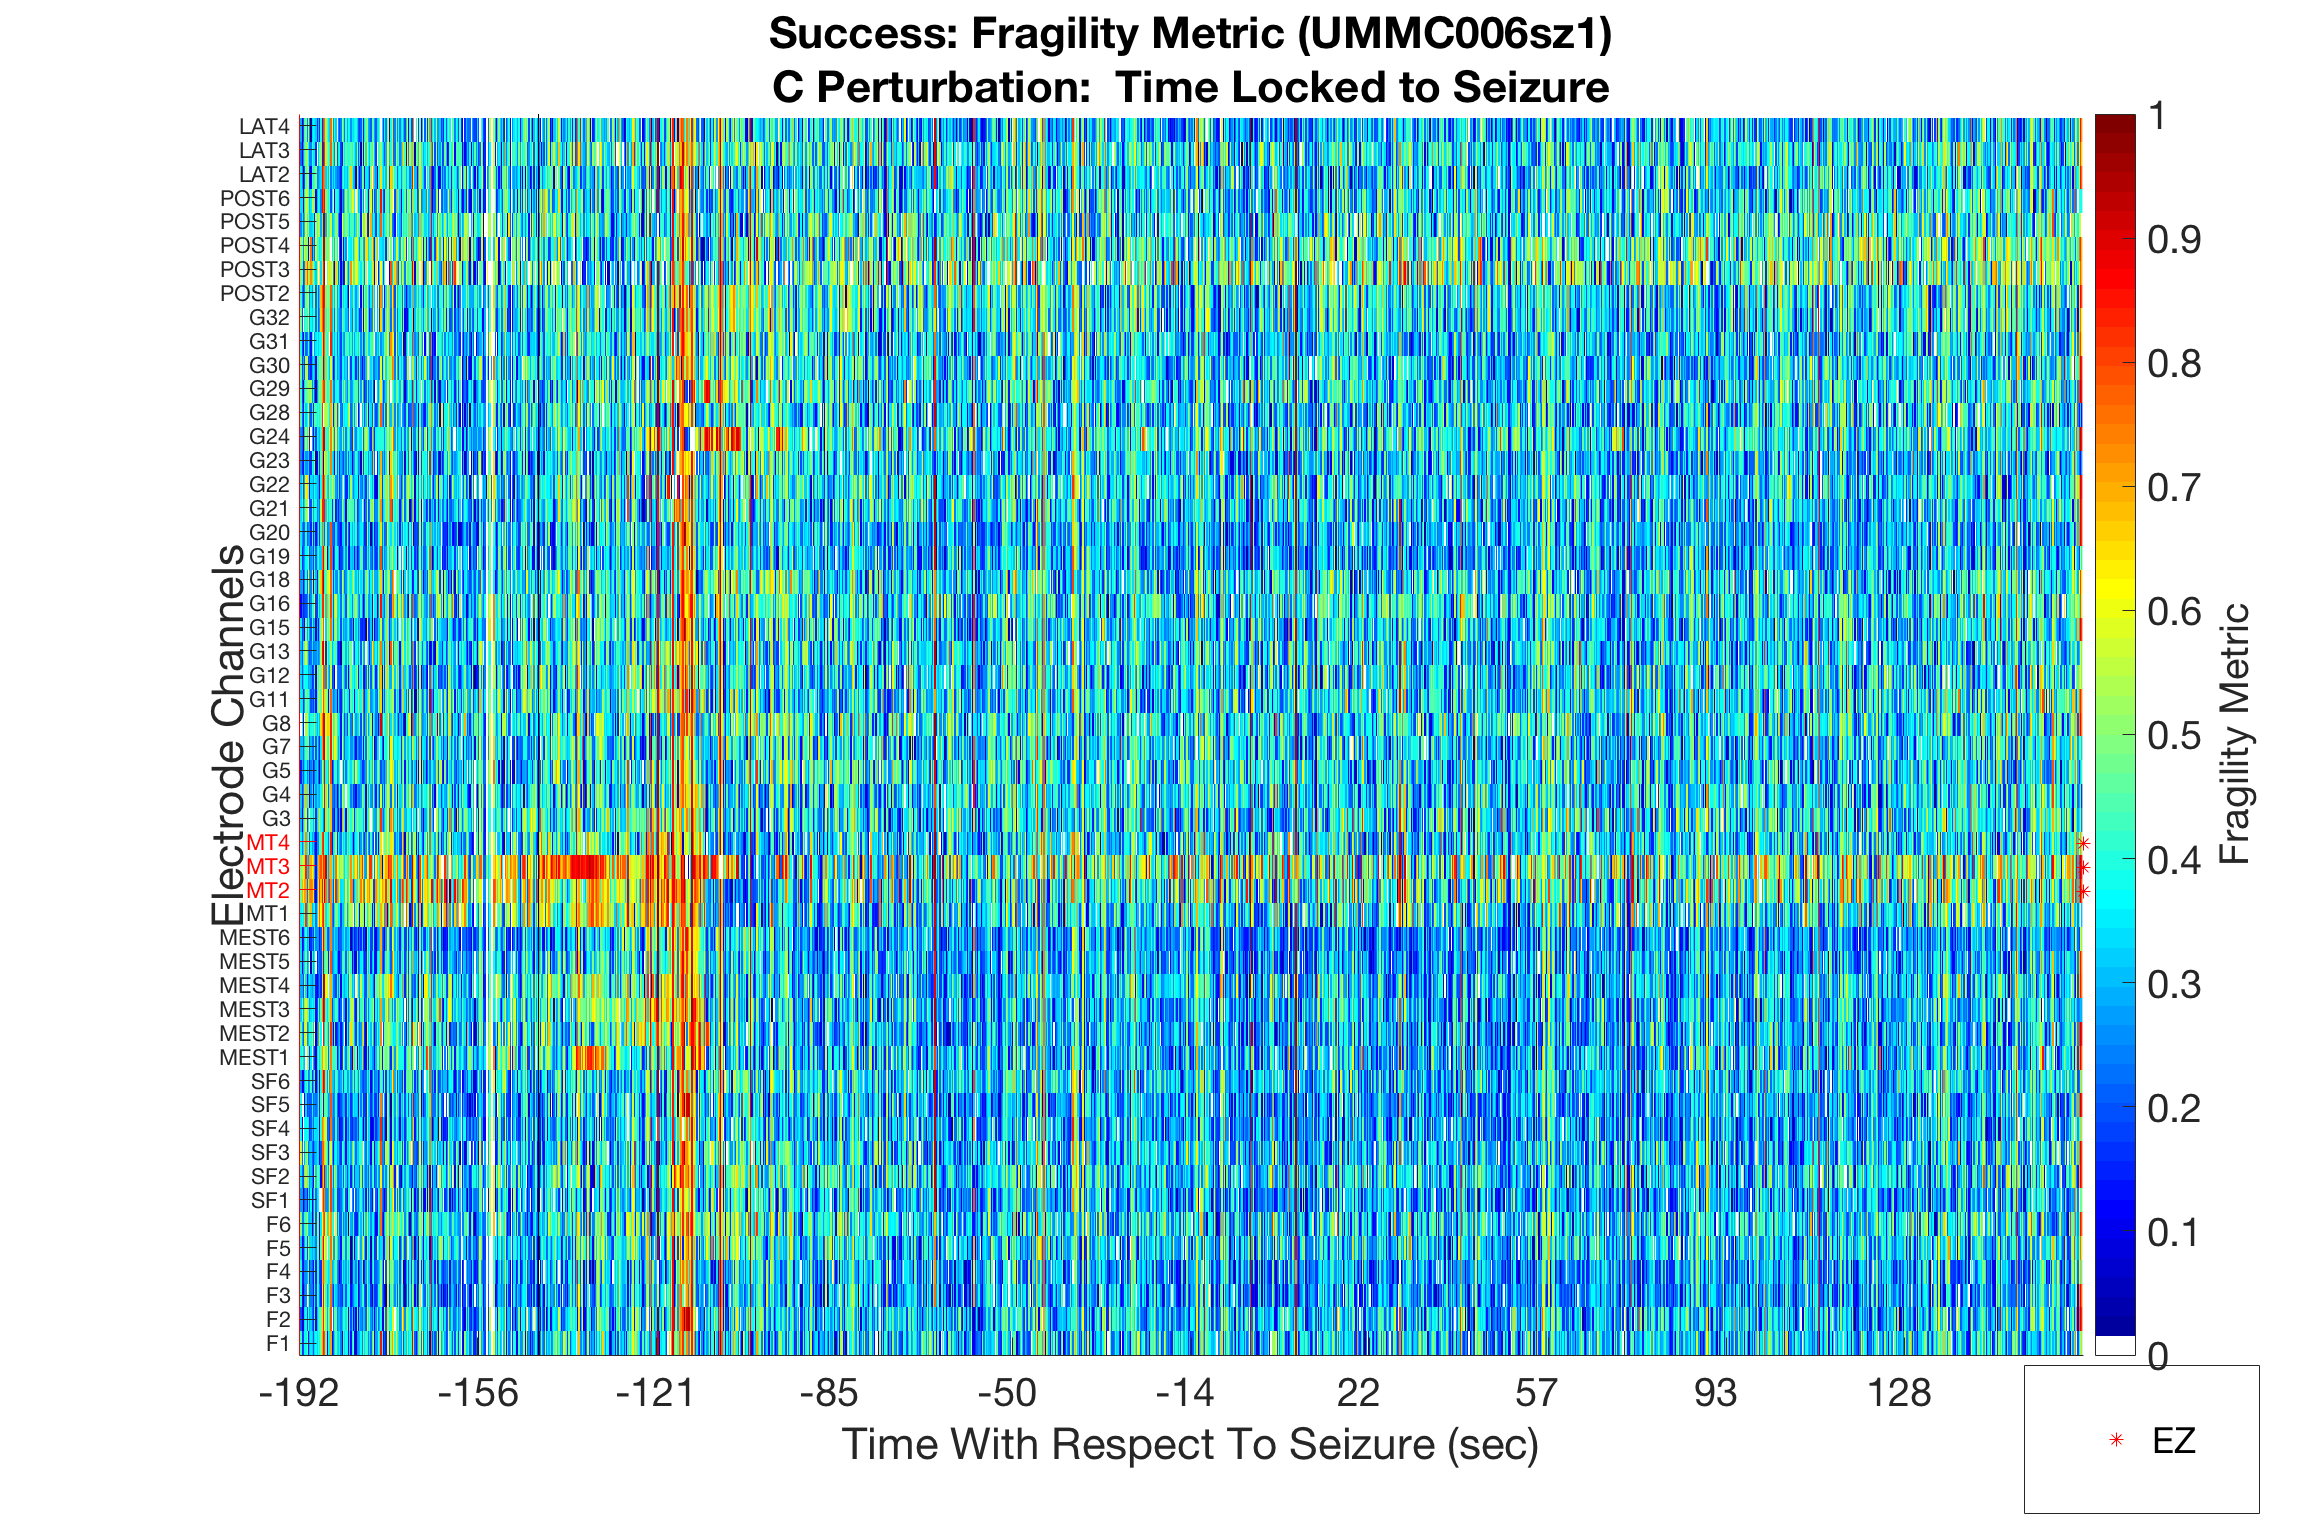 Success: Fragility Metric (UMMC006sz1)
C Perturbation:  Time Locked to Seizure
Electrode Channels
LAT4
LAT3
LAT2
POST6
POST5
POST4
POST3
POST2
G32
G31
G30
G29
G28
G24
G23
G22
G21
G20
G19
G18
G16
G15
G13
G12
G11
G8
G7
G5
G4
G3
MT4
MT3
MT2
MT1
MEST6
MEST5
MEST4
MEST3
MEST2
MEST1
SF6
SF5
SF4
SF3
SF2
SF1
F6
F5
F4
F3
F2
F1
-192 -156 -121 -85 -50 -14 22 57 93 128
Time With Respect To Seizure (sec)
1
0.9
0.8
0.7
0.6
0.5
0.4
0.3
0.2
0.1
0
Fragility Metric
EZ